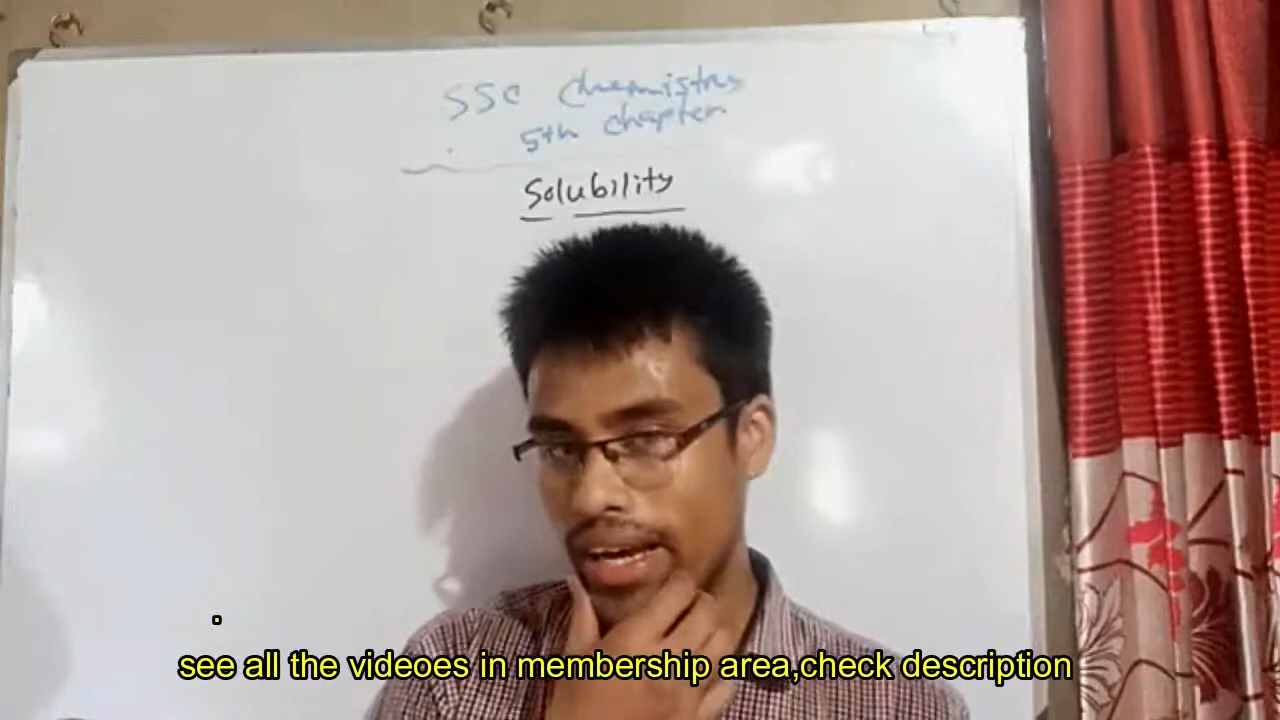 SSC Chemistry
5th chapter
Solubility
.
see all the videoes in membership area,check description